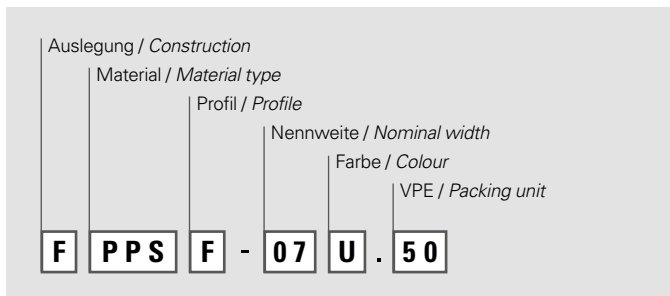 Auslegung / Construction
Material / Material type
Profil / Profile
Nennweite / Nominal width
Farbe / Colour
VPE / Packing unit
F PPS F - 07 U . 50